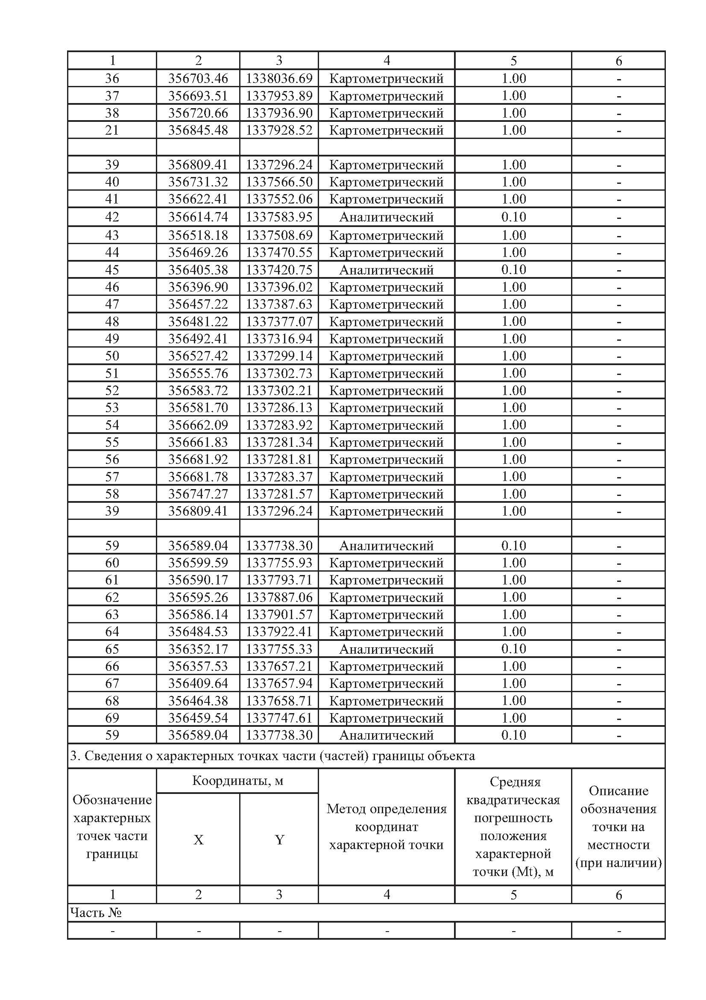 1 2 3 4 5 6
36 356703.46 1338036.69 Картометрический 1.00 -
37 356693.51 1337953.89 Картометрический 1.00 -
38 356720.66 1337936.90 Картометрический 1.00 -
21 356845.48 1337928.52 Картометрический 1.00 -
39 356809.41 1337296.24 Картометрический 1.00 -
40 356731.32 1337566.50 Картометрический 1.00 -
41 356622.41 1337552.06 Картометрический 1.00 -
42 356614.74 1337583.95 Аналитический 0.10 -
43 356518.18 1337508.69 Картометрический 1.00 -
44 356469.26 1337470.55 Картометрический 1.00 -
45 356405.38 1337420.75 Аналитический 0.10 -
46 356396.90 1337396.02 Картометрический 1.00 -
47 356457.22 1337387.63 Картометрический 1.00 -
48 356481.22 1337377.07 Картометрический 1.00 -
49 356492.41 1337316.94 Картометрический 1.00 -
50 356527.42 1337299.14 Картометрический 1.00 -
51 356555.76 1337302.73 Картометрический 1.00 -
52 356583.72 1337302.21 Картометрический 1.00 -
53 356581.70 1337286.13 Картометрический 1.00 -
54 356662.09 1337283.92 Картометрический 1.00 -
55 356661.83 1337281.34 Картометрический 1.00 -
56 356681.92 1337281.81 Картометрический 1.00 -
57 356681.78 1337283.37 Картометрический 1.00 -
58 356747.27 1337281.57 Картометрический 1.00 -
39 356809.41 1337296.24 Картометрический 1.00 -
59 356589.04 1337738.30 Аналитический 0.10 -
60 356599.59 1337755.93 Картометрический 1.00 -
61 356590.17 1337793.71 Картометрический 1.00 -
62 356595.26 1337887.06 Картометрический 1.00 -
63 356586.14 1337901.57 Картометрический 1.00 -
64 356484.53 1337922.41 Картометрический 1.00 -
65 356352.17 1337755.33 Аналитический 0.10 -
66 356357.53 1337657.21 Картометрический 1.00 -
67 356409.64 1337657.94 Картометрический 1.00 -
68 356464.38 1337658.71 Картометрический 1.00 -
69 356459.54 1337747.61 Картометрический 1.00 -
59 356589.04 1337738.30 Аналитический 0.10 -
3. Сведения о характерных точках части (частей) границы объекта
Обозначение
характерных
точек части
границы
Координаты, м
X Y
Метод определения
координат
характерной точки
Средняя
квадратическая
погрешность
положения
характерной
точки (Mt), м
Описание
обозначения
точки на
местности
(при наличии)
1 2 3 4 5 6
Часть №
- - - - - -